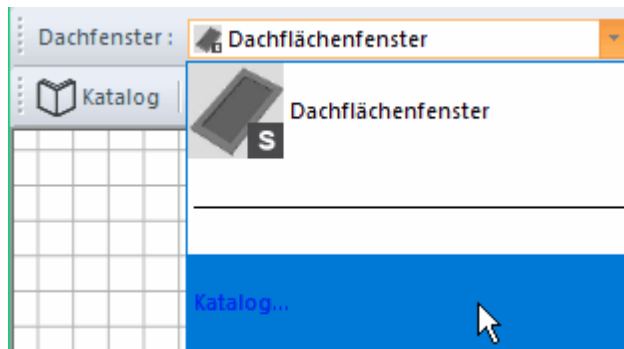 Dachfenster : Dachflächenfenster
Katalog
Dachflächenfenster
S
Katalog...